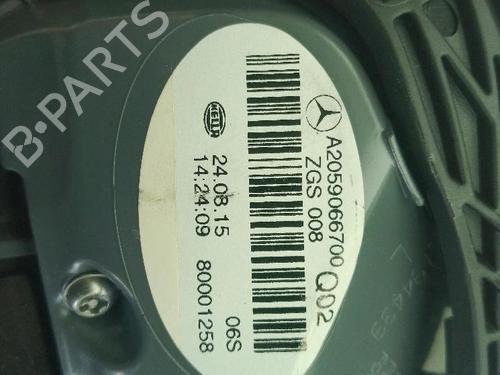 B-PARTS
A2059066700
ZGS 008
Q02
HELLA
24.08.15
14:24:09
80001258
06S